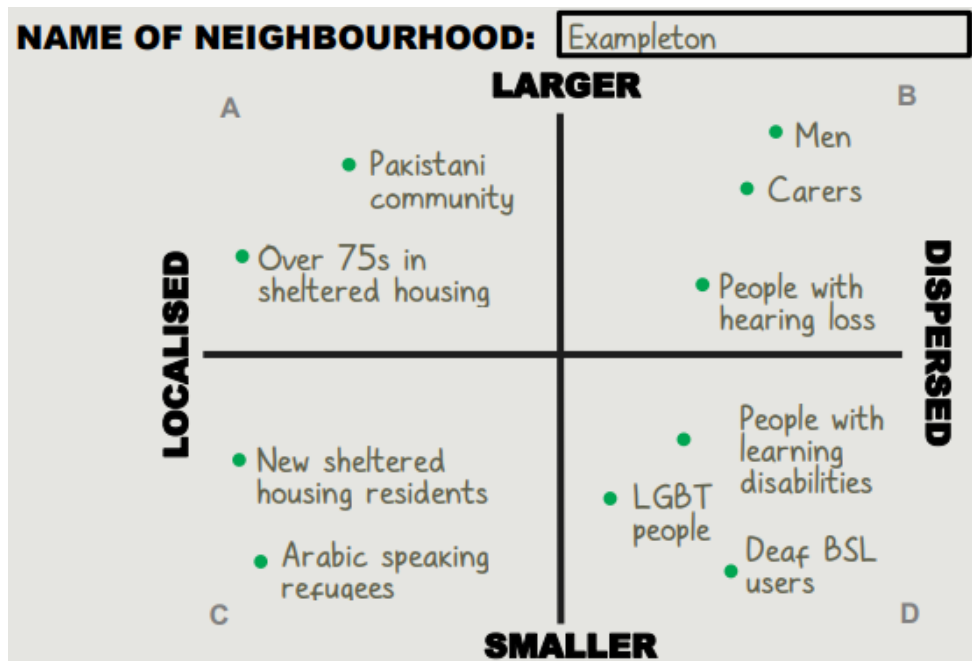 NAME OF NEIGHBOURHOOD: Exampleton
LARGER
A
B
Men
Pakistani
community
Carers
Over 75s in
sheltered housing
People with
hearing loss
LOCALISED
DISPERSED
New sheltered
housing residents
People with
learning
disabilities
LGBT
people
Arabic speaking
refugees
Deaf BSL
users
C
D
SMALLER